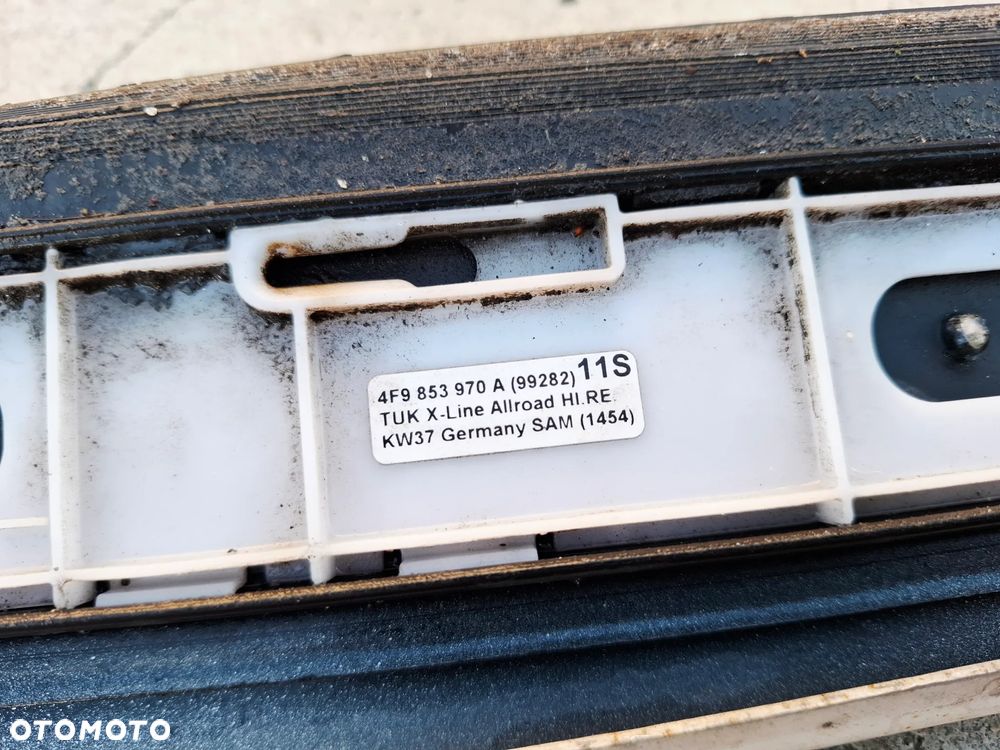 4F9 853 970 A (99282) 11S
TUK X-Line Allroad HI.RE.
KW37 Germany SAM (1454)
OTOMOTO